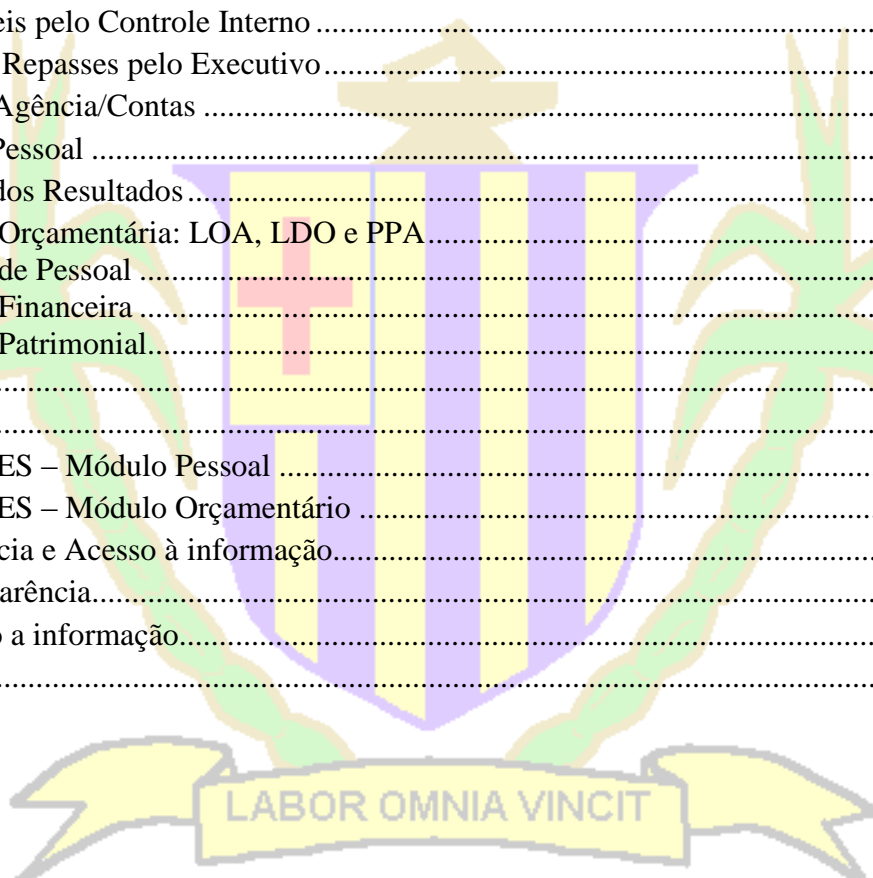 eis pelo Controle Interno ........................................................................
Repasses pelo Executivo........................................................................
Agência/Contas ........................................................................
Pessoal ........................................................................
dos Resultados ........................................................................
Orçamentária: LOA, LDO e PPA........................................................................
de Pessoal ........................................................................
Financeira ........................................................................
Patrimonial........................................................................
........................................................................
........................................................................
ES – Módulo Pessoal ........................................................................
ES – Módulo Orçamentário ........................................................................
cia e Acesso à informação........................................................................
arência........................................................................
o a informação........................................................................
........................................................................
LABOR OMNIA VINCIT